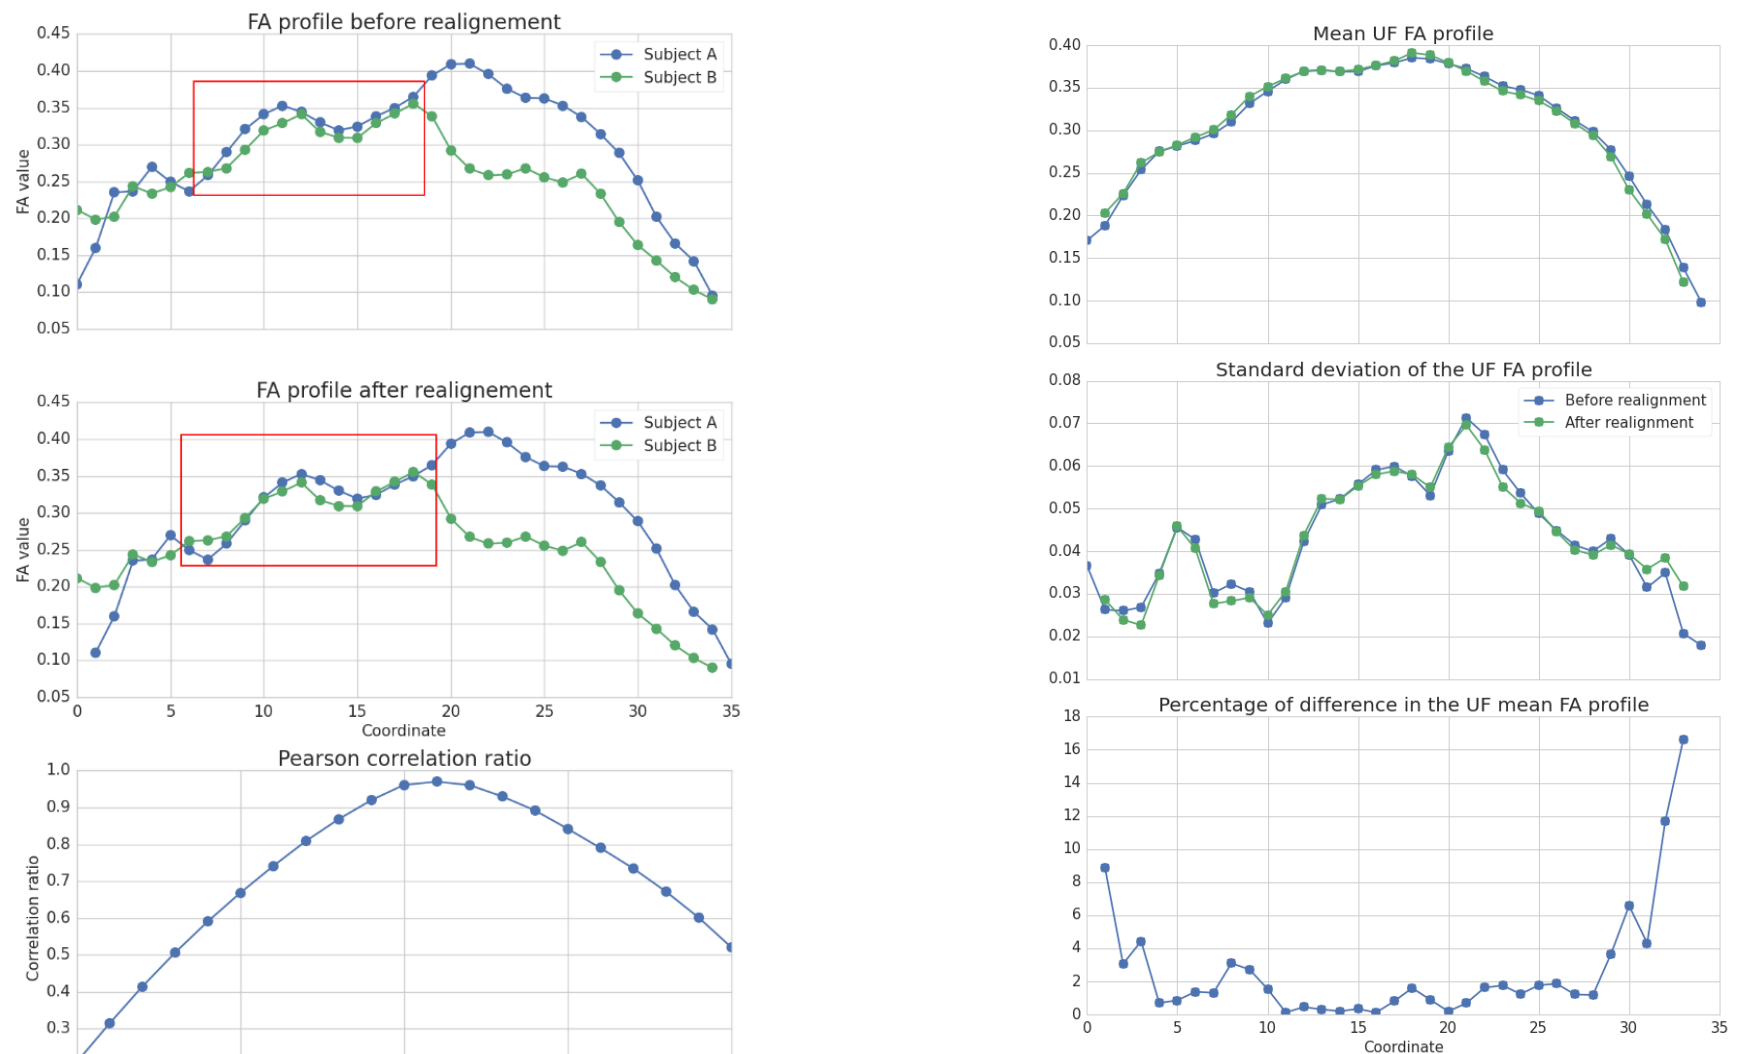 FA profile before realignement
0.45
0.40
0.35
0.30
0.25
0.20
0.15
0.10
0.05
FA value
Subject A
Subject B
FA profile after realignement
0.45
0.40
0.35
0.30
0.25
0.20
0.15
0.10
0.05
FA value
Subject A
Subject B
0 5 10 15 20 25 30 35
Coordinate
Pearson correlation ratio
1.0
0.9
0.8
0.7
0.6
0.5
0.4
0.3
Correlation ratio
Mean UF FA profile
0.40
0.35
0.30
0.25
0.20
0.15
0.10
0.05
Standard deviation of the UF FA profile
0.08
0.07
0.06
0.05
0.04
0.03
0.02
0.01
Before realignment
After realignment
Percentage of difference in the UF mean FA profile
18
16
14
12
10
8
6
4
2
0
0 5 10 15 20 25 30 35
Coordinate